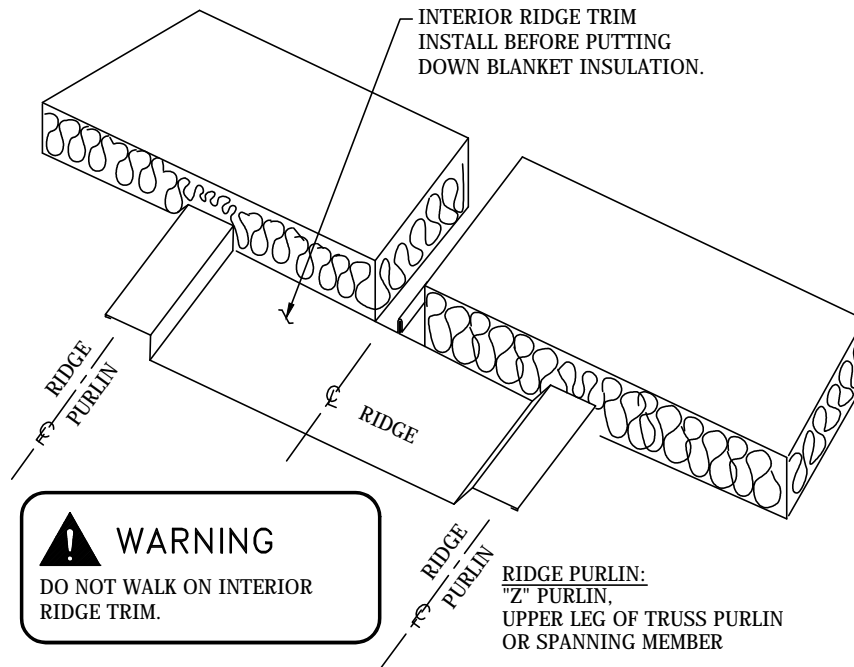 INTERIOR RIDGE TRIM
INSTALL BEFORE PUTTING
DOWN BLANKET INSULATION.
RIDGE
PURLIN
℄
℄ RIDGE
WARNING
DO NOT WALK ON INTERIOR
RIDGE TRIM.
RIDGE
PURLIN
℄
RIDGE PURLIN:
"Z" PURLIN,
UPPER LEG OF TRUSS PURLIN
OR SPANNING MEMBER